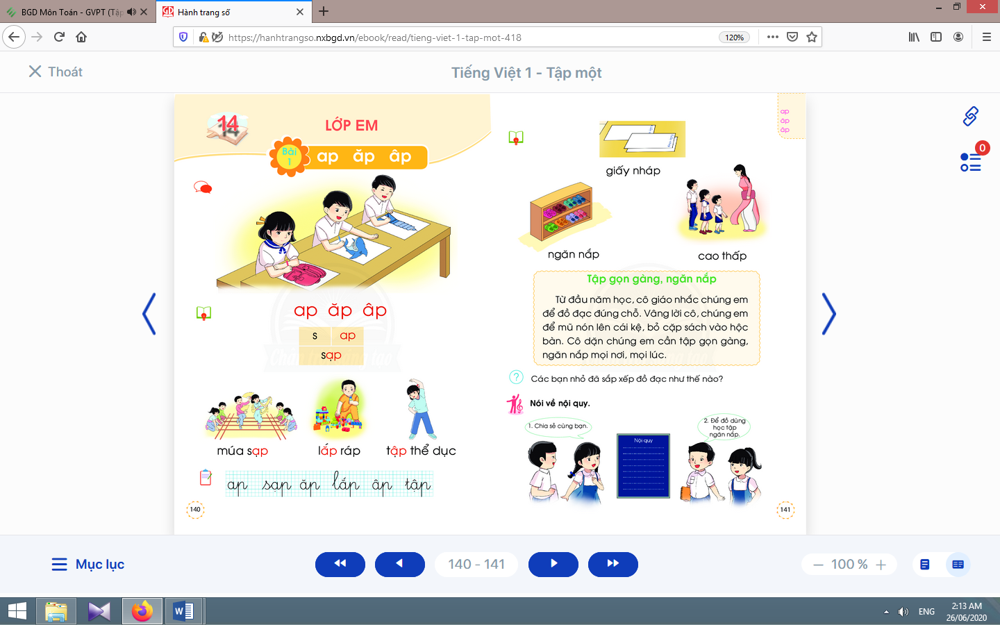 BGD Môn Toán - GVPT (Tập
Hành trang số
https://hanhtrangso.nxbgd.vn/ebook/read/tieng-viet-1-tap-mot-418
120%
Thoát
Tiếng Việt 1 - Tập một
0
14
LỚP EM
Bài
1
ap ăp âp
ap ăp âp
s ap
sạp
múa sạp
lắp ráp
tập thể dục
ap sạp ăp lắp âp tập
140
ap
ăp
âp
giấy nháp
ngăn nắp
cao thấp
Tập gọn gàng, ngăn nắp
Từ đầu năm học, cô giáo nhắc chúng em
để đồ đạc đúng chỗ. Vâng lời cô, chúng em
để mũ nón lên cái kệ, bỏ cặp sách vào hộc
bàn. Cô dặn chúng em cần tập gọn gàng,
ngăn nắp mọi nơi, mọi lúc.
Chân trời sáng tạo
? Các bạn nhỏ đã sắp xếp đồ đạc như thế nào?
Nói về nội quy.
1. Chia sẻ cùng bạn.
Nội quy
2. Để đồ dùng
học tập
ngăn nắp.
141
Mục lục
140 - 141
100 %
ENG
2:13 AM
26/06/2020